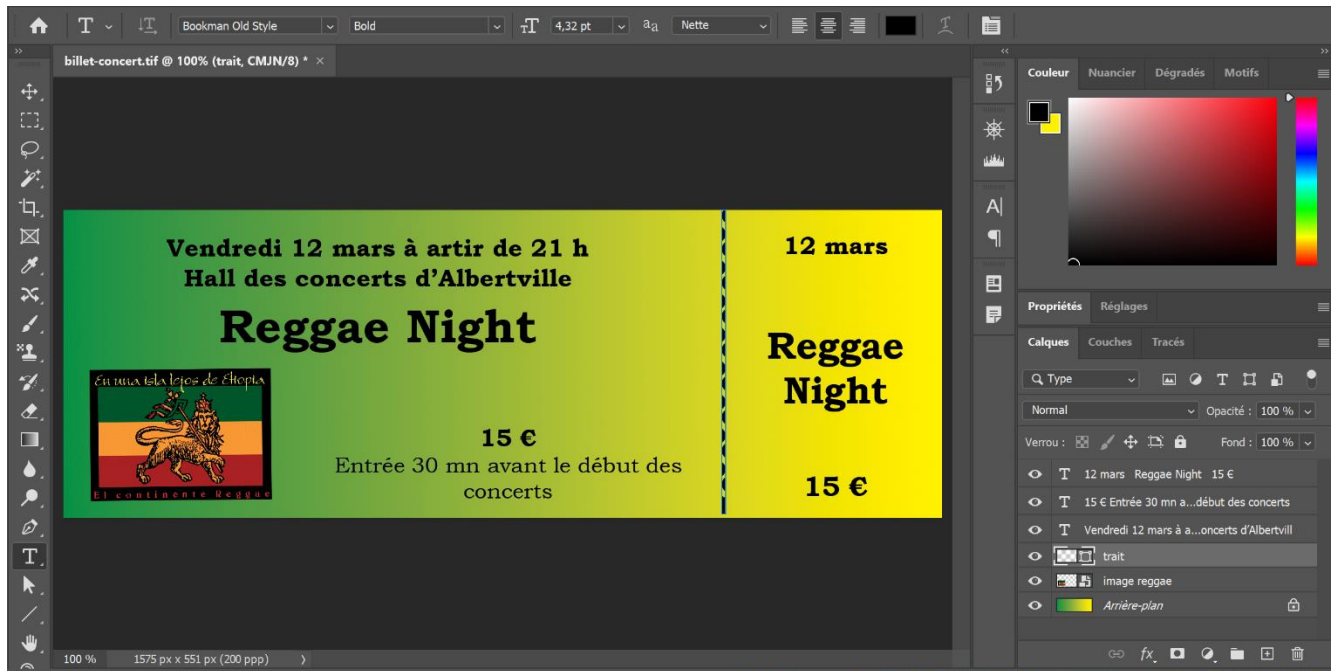 Bookman Old Style
Bold
4,32 pt
Nette
billet-concert.tif @ 100% (trait, CMJN/8) *
Couleur Nuancier Dégradés Motifs
Vendredi 12 mars à artir de 21 h
Hall des concerts d'Albertville
Reggae Night
En una isla lejos de Etiopia
El continente Reggae
15 €
Entrée 30 mn avant le début des
concerts
12 mars
Reggae
Night
15 €
Propriétés Réglages
Calques Couches Tracés
Type
Normal Opacité : 100 %
Verrou : Fond : 100 %
12 mars Reggae Night 15 €
15 € Entrée 30 mn a...début des concerts
Vendredi 12 mars à a...oncerts d'Albertvill
trait
image reggae
Arrière-plan
fx
100 % 1575 px x 551 px (200 ppp)